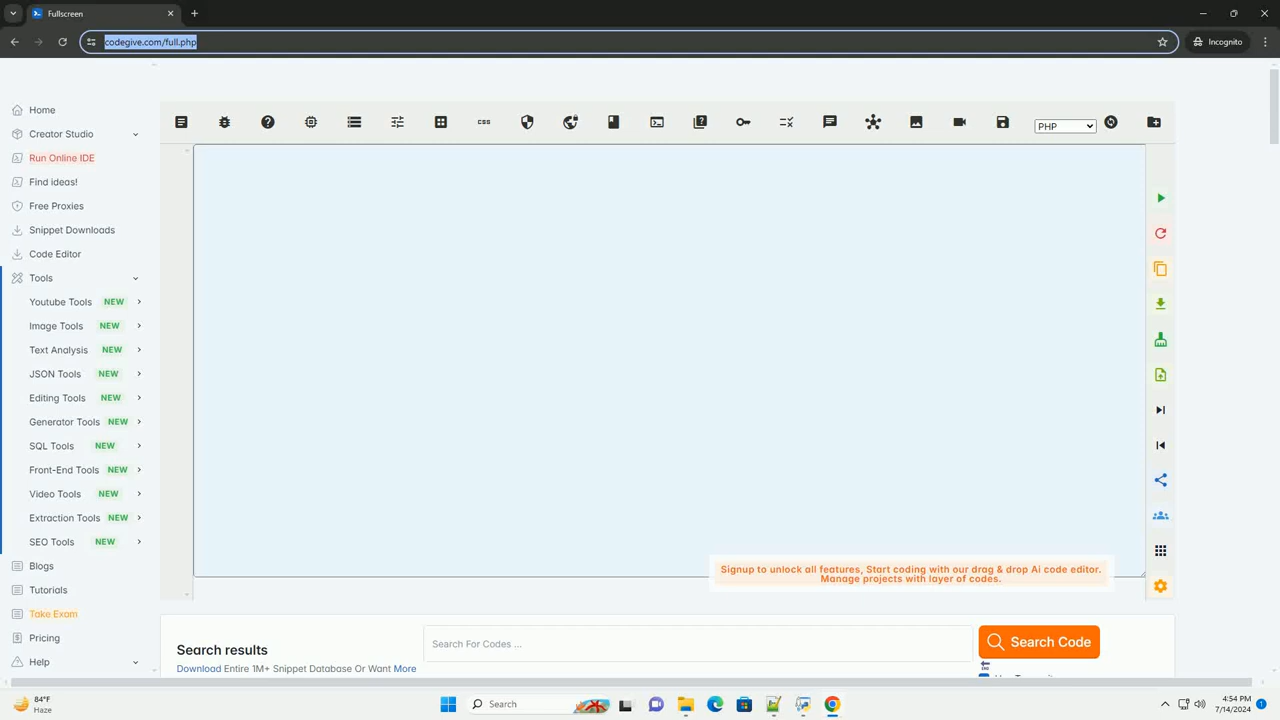 Fullscreen
codegive.com/full.php
Incognito
Home
Creator Studio
Run Online IDE
Find ideas!
Free Proxies
Snippet Downloads
Code Editor
Tools
Youtube Tools NEW
Image Tools NEW
Text Analysis NEW
JSON Tools NEW
Editing Tools NEW
Generator Tools NEW
SQL Tools NEW
Front-End Tools NEW
Video Tools NEW
Extraction Tools NEW
SEO Tools NEW
Blogs
Tutorials
Take Exam
Pricing
Help
css
PHP
Signup to unlock all features, Start coding with our drag & drop Ai code editor.
Manage projects with layer of codes.
Search results
Download Entire 1M+ Snippet Database Or Want More
Search For Codes ...
Search Code
84°F
Haze
Search
4:54 PM
7/14/2024